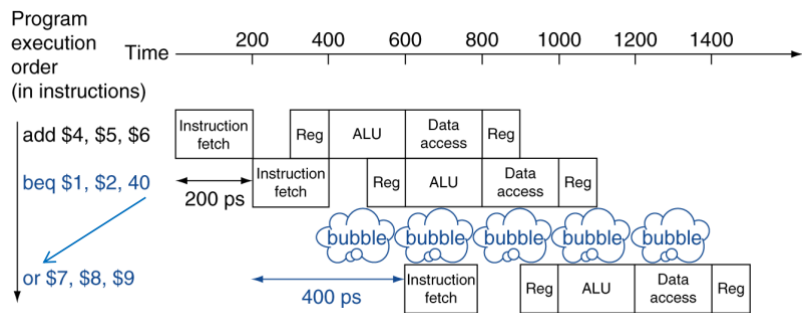 Program
execution
order
(in instructions)
Time
200 400 600 800 1000 1200 1400
add $4, $5, $6
Instruction
fetch
Reg
ALU
Data
access
Reg
beq $1, $2, 40
200 ps
Instruction
fetch
Reg
ALU
Data
access
Reg
bubble bubble bubble bubble bubble
or $7, $8, $9
400 ps
Instruction
fetch
Reg
ALU
Data
access
Reg